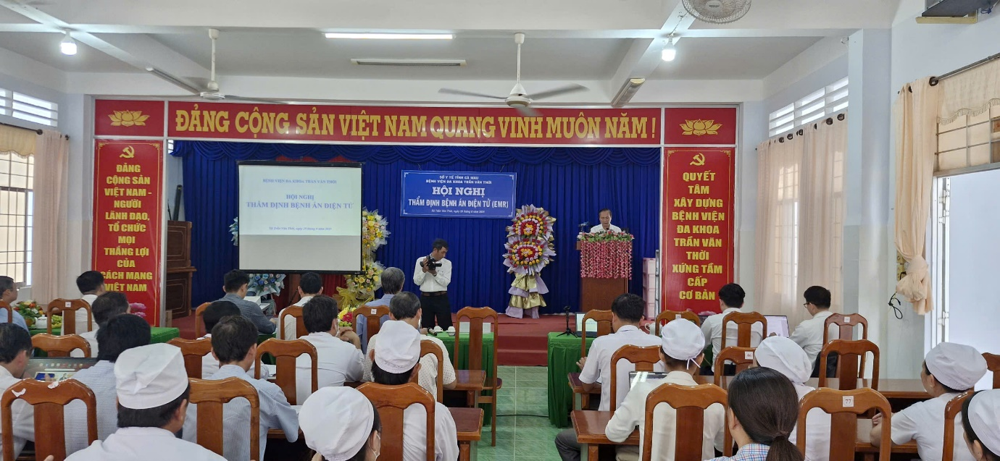 ĐẢNG CỘNG SẢN VIỆT NAM QUANG VINH MUÔN NĂM !
ĐẢNG
CỘNG SẢN
VIỆT NAM -
NGƯỜI
LÃNH ĐẠO,
TỔ CHỨC
MỌI
THẮNG LỢI
CỦA
CÁCH MẠNG
VIỆT NAM
BỆNH VIỆN ĐA KHOA TRẦN VĂN THỜI
HỘI NGHỊ
THẨM ĐỊNH BỆNH ÁN ĐIỆN TỬ
SỞ Y TẾ TỈNH CÀ MAU
BỆNH VIỆN ĐA KHOA TRẦN VĂN THỜI
HỘI NGHỊ
THẨM ĐỊNH BỆNH ÁN ĐIỆN TỬ (EMR)
QUYẾT
TÂM
XÂY DỰNG
BỆNH VIỆN
ĐA KHOA
TRẦN VĂN
THỜI
XỨNG TẦM
CẤP
CƠ BẢN
77